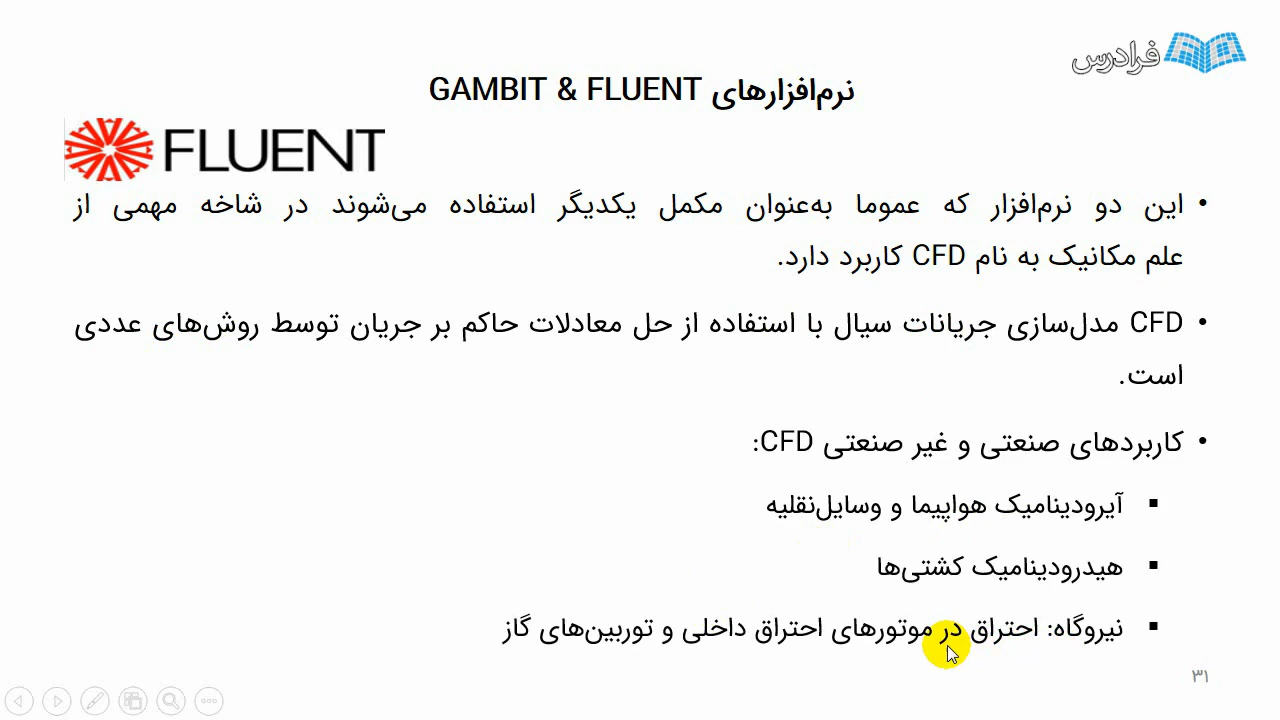 فرادرس
نرم‌افزارهای GAMBIT & FLUENT
FLUENT
• این دو نرم‌افزار که عموما به‌عنوان مکمل یکدیگر استفاده می‌شوند در شاخه مهمی از
علم مکانیک به نام CFD کاربرد دارد.
• CFD مدل‌سازی جریانات سیال با استفاده از حل معادلات حاکم بر جریان توسط روش‌های عددی
است.
• کاربردهای صنعتی و غیر صنعتی CFD:
▪ آیرودینامیک هواپیما و وسایل‌نقلیه
▪ هیدرودینامیک کشتی‌ها
▪ نیروگاه: احتراق در موتورهای احتراق داخلی و توربین‌های گاز
۳۱